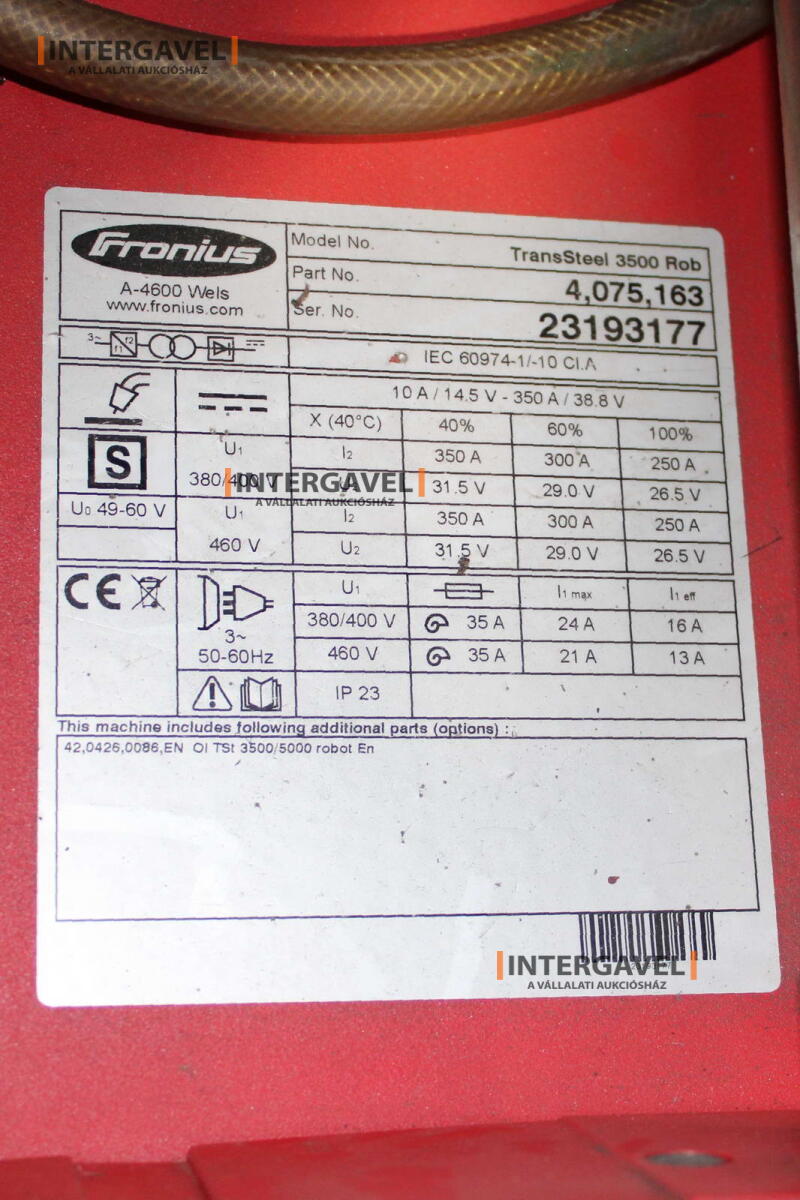 INTERGAVEL
A VÁLLALATI AUKCIÓSHÁZ
Fronius
A-4600 Wels
www.fronius.com
Model No. TransSteel 3500 Rob
Part No. 4,075,163
Ser. No. 23193177
3~ f1 f2
IEC 60974-1/-10 Cl.A
10 A / 14.5 V - 350 A / 38.8 V
X (40°C) 40% 60% 100%
S
U1 I2 350 A 300 A 250 A
380/400 V 31.5 V 29.0 V 26.5 V
INTERGAVEL
A VÁLLALATI AUKCIÓSHÁZ
U0 49-60 V
U1 I2 350 A 300 A 250 A
460 V U2 31.5 V 29.0 V 26.5 V
CE
U1 I1 max I1 eff
3~
50-60Hz
380/400 V 35 A 24 A 16 A
460 V 35 A 21 A 13 A
IP 23
This machine includes following additional parts (options) :
42,0426,0086,EN OI TSt 3500/5000 robot En
INTERGAVEL
A VÁLLALATI AUKCIÓSHÁZ